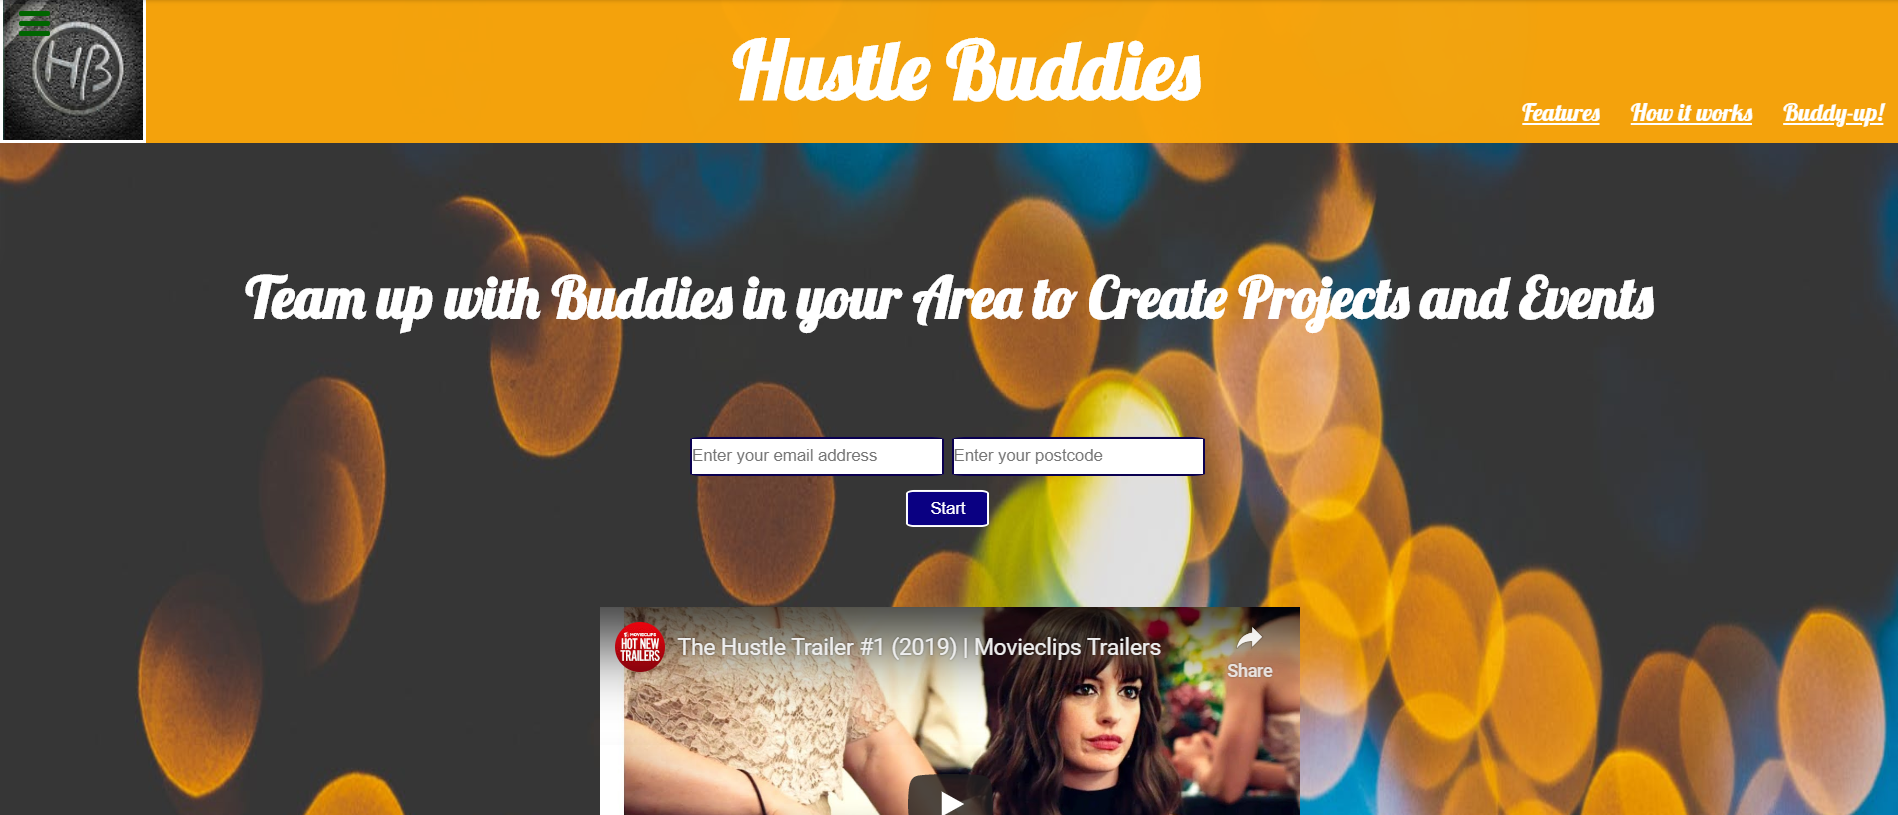 HB
Hustle Buddies
Features How it works Buddy-up!
Team up with Buddies in your Area to Create Projects and Events
Enter your email address Enter your postcode
Start
MOVIECLIPS
HOT NEW
TRAILERS
The Hustle Trailer #1 (2019) | Movieclips Trailers
Share